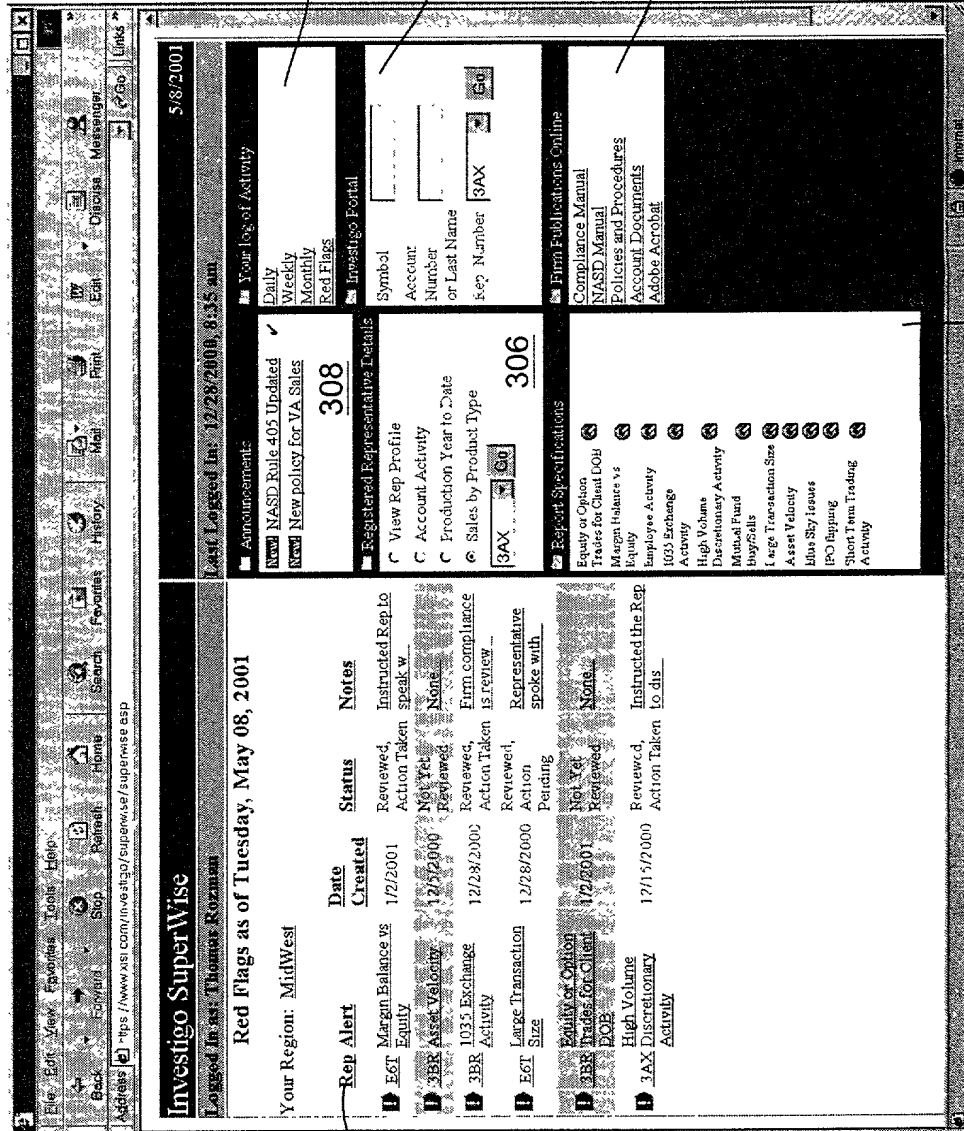 File Edit View Favorites Tools Help
Back Forward Stop Refresh Home Search Favorites History Mail Print Edit Discuss Messenger
Address https://www.xisi.com/investigo/superwise/superwise.asp Go Links
Investigo SuperWise 5/8/2001
Logged In as: Thomas Rozman Last Logged In: 12/28/2000, 8:55 am
Red Flags as of Tuesday, May 08, 2001
Your Region: MidWest
Rep Alert Date Created Status Notes
E6T Margin Balance vs Equity 1/2/2001 Reviewed, Action Taken Instructed Rep to speak w
3BR Asset Velocity 12/5/2000 Not Yet Reviewed None...
3BR 1035 Exchange Activity 12/28/2000 Reviewed, Action Taken Firm compliance is review
E6T Large Transaction Size 12/28/2000 Reviewed, Action Pending Representative spoke with
3BR Equity or Option Trades for Client DOB 1/2/2001 Not Yet Reviewed None...
3AX High Volume Discretionary Activity 12/15/2000 Reviewed, Action Taken Instructed the Rep to dis
Announcements
New! NASD Rule 405 Updated
New! New policy for VA Sales
308
Registered Representative Details
View Rep Profile
Account Activity
Production Year to Date
Sales by Product Type
3AX Go
306
Report Specifications
Equity or Option
Trades for Client DOB
Margin Balance vs
Equity
Employee Activity
1035 Exchange
Activity
High Volume
Discretionary Activity
Mutual Fund
Buy/Sells
Large Transaction Size
Asset Velocity
Blue Sky Issues
IPO flipping
Short Term Trading
Activity
Your log of Activity
Daily
Weekly
Monthly
Red Flags
Investigo Portal
Symbol
Account
Number
or Last Name
Rep Number 3AX Go
Firm Publications Online
Compliance Manual
NASD Manual
Policies and Procedures
Account Documents
Adobe Acrobat
Internet